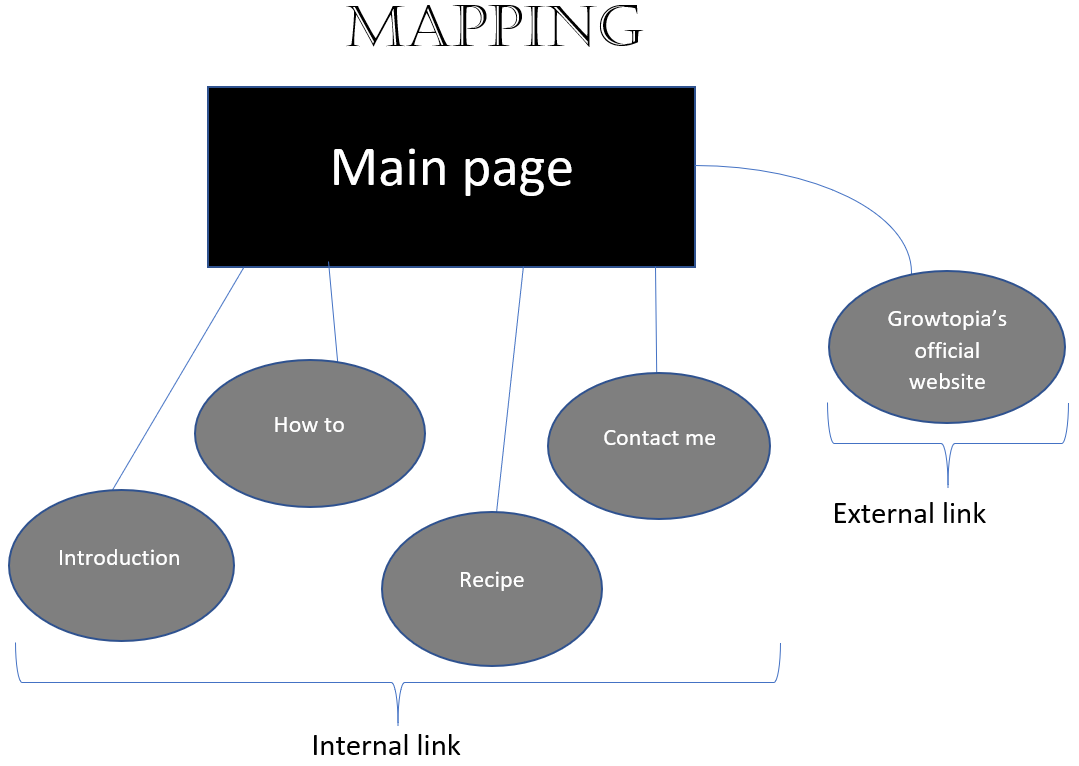 MAPPING
Main page
Growtopia’s
official
website
How to
Contact me
External link
Introduction
Recipe
Internal link